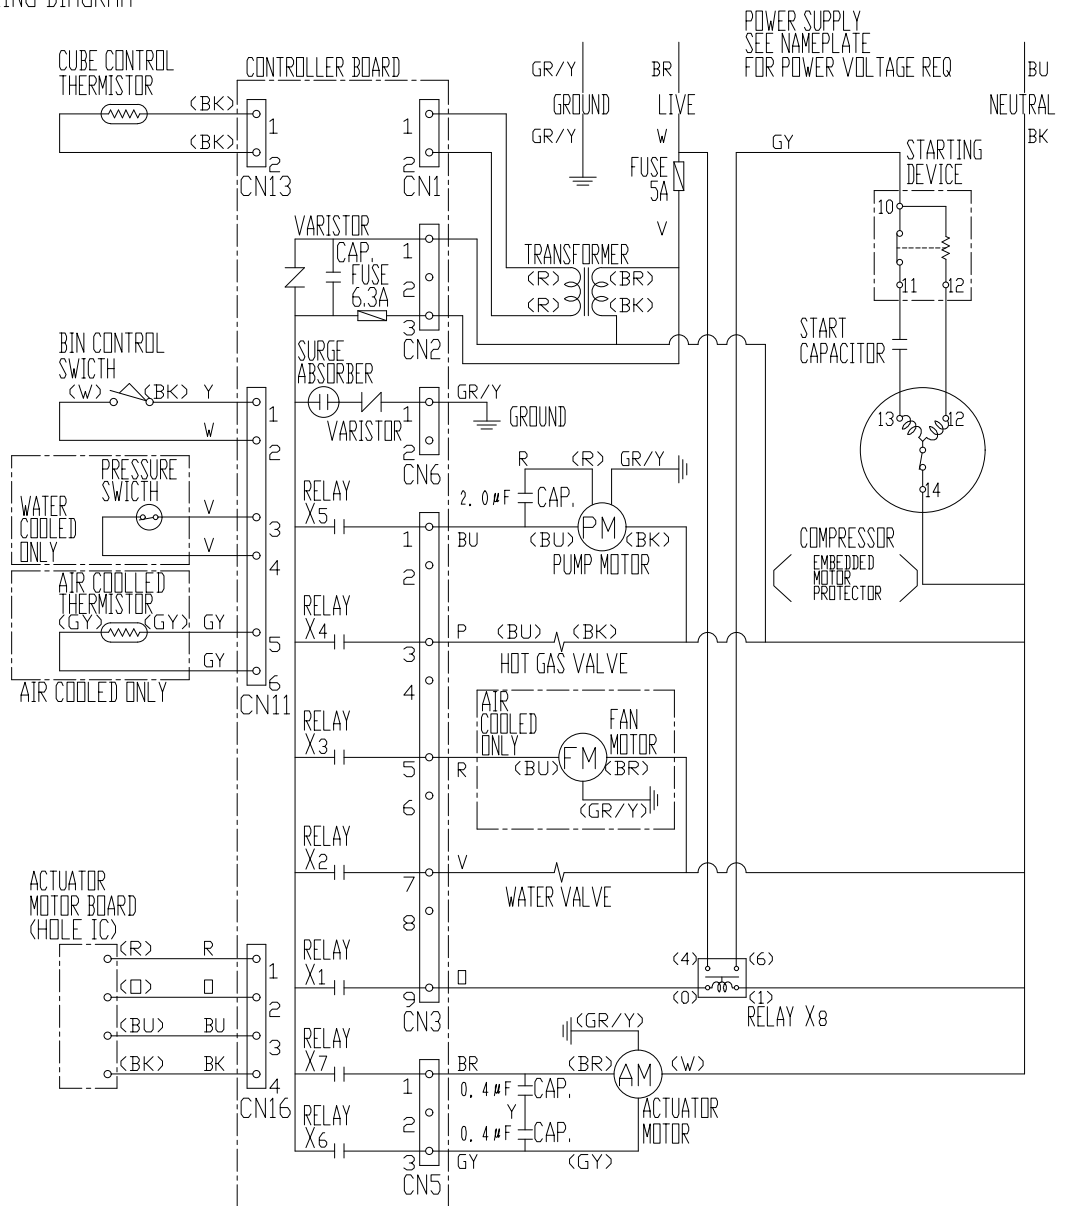 CUBE CONTROL
THERMISTOR
(BK)
(BK)
1
2
CN13
CONTROLLER BOARD
1
2
CN1
GR/Y
GROUND
GR/Y
BR
LIVE
W
FUSE
5A
V
POWER SUPPLY
SEE NAMEPLATE
FOR POWER VOLTAGE REQ
BU
NEUTRAL
BK
GY
STARTING
DEVICE
10
11
12
VARISTOR
CAP.
FUSE
6.3A
1
2
3
CN2
TRANSFORMER
(R)
(BR)
(R)
(BK)
START
CAPACITOR
13
12
14
COMPRESSOR
EMBEDDED
MOTOR
PROTECTOR
BIN CONTROL
SWICTH
(W)
(BK)
Y
W
1
2
SURGE
ABSORBER
VARISTOR
1
2
CN6
GR/Y
GROUND
PRESSURE
SWICTH
WATER
COOLED
ONLY
V
V
3
4
AIR COOLLED
THERMISTOR
(GY)
(GY)
GY
GY
5
6
CN11
AIR COOLED ONLY
RELAY
X5
1
2
BU
R
(R)
GR/Y
2.0μF
CAP.
PM
(BU)
(BK)
PUMP MOTOR
RELAY
X4
3
4
P
(BU)
(BK)
HOT GAS VALVE
RELAY
X3
5
6
R
AIR
COOLED
ONLY
FAN
MOTOR
FM
(BU)
(BR)
(GR/Y)
RELAY
X2
7
8
V
WATER VALVE
RELAY
X1
9
CN3
O
(4)
(6)
(0)
(1)
RELAY X8
ACTUATOR
MOTOR BOARD
(HOLE IC)
(R)
R
(O)
O
(BU)
BU
(BK)
BK
1
2
3
4
CN16
RELAY
X7
1
2
BR
(GR/Y)
(BR)
AM
(W)
0.4μF
CAP.
Y
0.4μF
CAP.
ACTUATOR
MOTOR
RELAY
X6
3
GY
(GY)
CN5